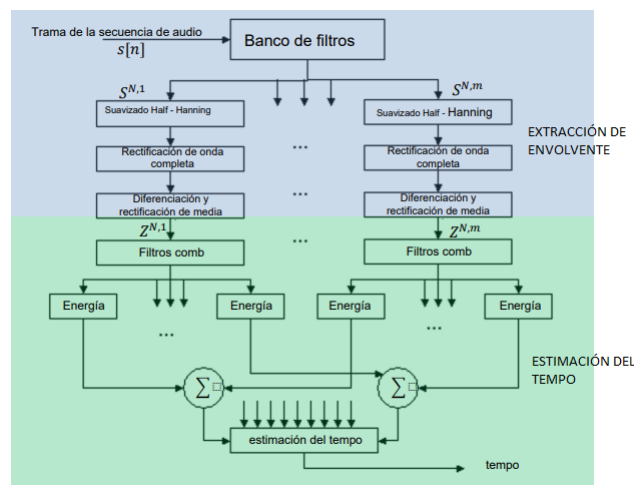 Trama de la secuencia de audio
s[n]
Banco de filtros
S^{N,1}
S^{N,m}
Suavizado Half - Hanning
Suavizado Half - Hanning
EXTRACCIÓN DE
ENVOLVENTE
...
Rectificación de onda
completa
Rectificación de onda
completa
...
Diferenciación y
rectificación de media
Diferenciación y
rectificación de media
Z^{N,1}
Z^{N,m}
...
Filtros comb
Filtros comb
Energía
Energía
Energía
Energía
...
...
ESTIMACIÓN DEL
TEMPO
∑□
∑□
estimación del tempo
tempo